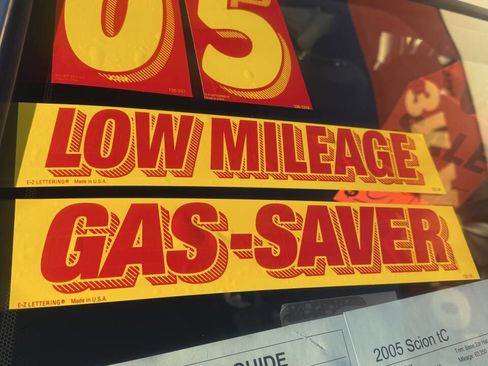 05
LOW MILEAGE
E-Z LETTERING® Made in U.S.A.
GAS-SAVER
E-Z LETTERING® Made in U.S.A.
GUIDE
2005 Scion tC